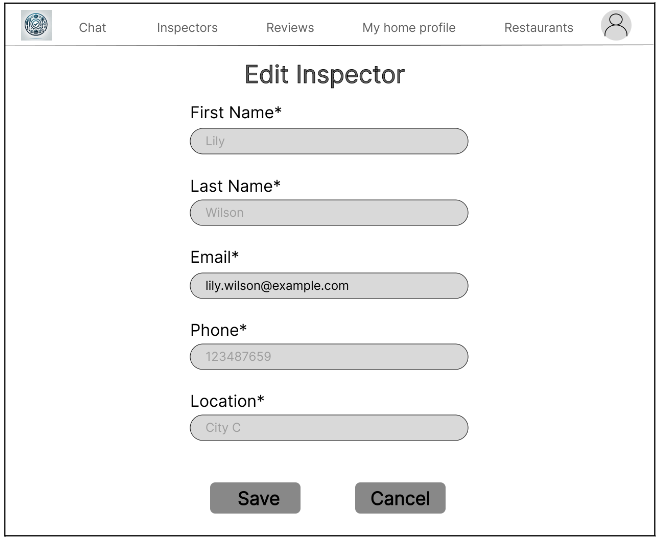 Chat Inspectors Reviews My home profile Restaurants
Edit Inspector
First Name*
Lily
Last Name*
Wilson
Email*
lily.wilson@example.com
Phone*
123487659
Location*
City C
Save Cancel